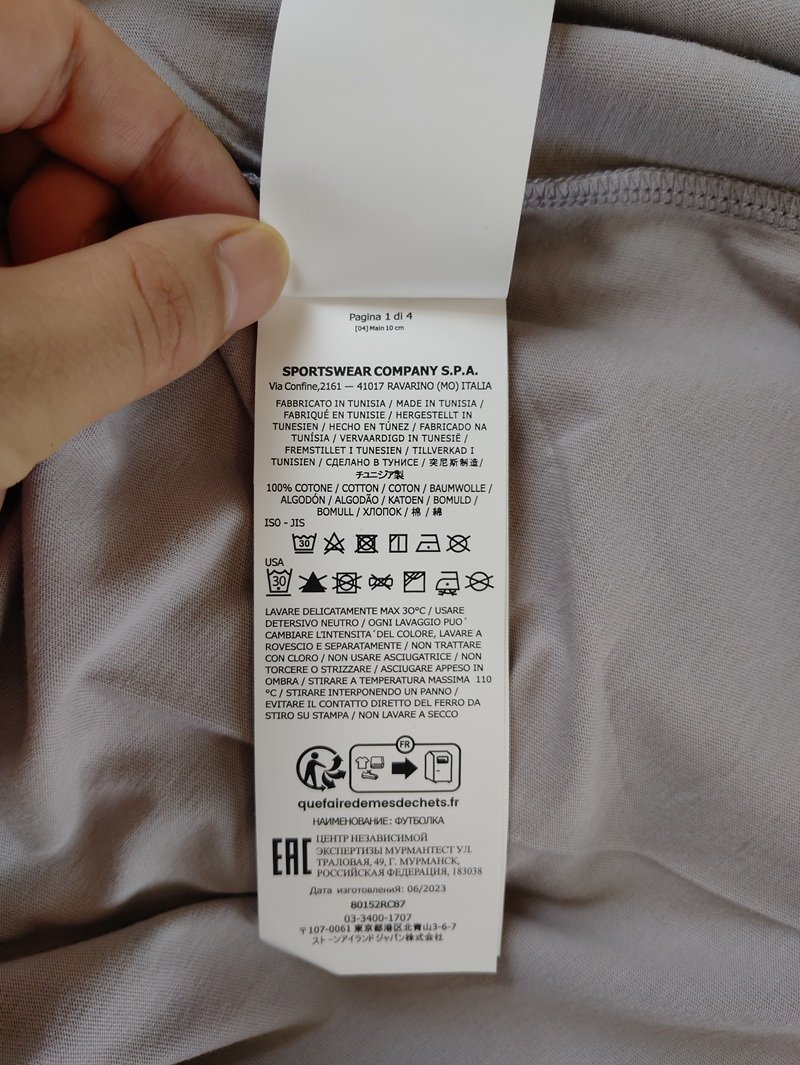 Pagina 1 di 4
[04] Main 10 cm
SPORTSWEAR COMPANY S.P.A.
Via Confine,2161 — 41017 RAVARINO (MO) ITALIA
FABBRICATO IN TUNISIA / MADE IN TUNISIA /
FABRIQUÉ EN TUNISIE / HERGESTELLT IN
TUNESIEN / HECHO EN TÚNEZ / FABRICADO NA
TUNÍSIA / VERVAARDIGD IN TUNESIË /
FREMSTILLET I TUNESIEN / TILLVERKAD I
TUNISIEN / СДЕЛАНО В ТУНИСЕ / 突尼斯制造 /
チュニジア製
100% COTONE / COTTON / COTON / BAUMWOLLE /
ALGODÓN / ALGODÃO / KATOEN / BOMULD /
BOMULL / ХЛОПОК / 棉 / 綿
ISO - JIS
30
USA
30
LAVARE DELICATAMENTE MAX 30°C / USARE
DETERSIVO NEUTRO / OGNI LAVAGGIO PUO´
CAMBIARE L'INTENSITA´DEL COLORE, LAVARE A
ROVESCIO E SEPARATAMENTE / NON TRATTARE
CON CLORO / NON USARE ASCIUGATRICE / NON
TORCERE O STRIZZARE / ASCIUGARE APPESO IN
OMBRA / STIRARE A TEMPERATURA MASSIMA 110
°C / STIRARE INTERPONENDO UN PANNO /
EVITARE IL CONTATTO DIRETTO DEL FERRO DA
STIRO SU STAMPA / NON LAVARE A SECCO
FR
quefairedemesdechets.fr
НАИМЕНОВАНИЕ: ФУТБОЛКА
EAC
ЦЕНТР НЕЗАВИСИМОЙ
ЭКСПЕРТИЗЫ МУРМАНТЕСТ УЛ.
ТРАЛОВАЯ, 49, Г. МУРМАНСК,
РОССИЙСКАЯ ФЕДЕРАЦИЯ, 183038
Дата изготовлениЯ: 06/2023
80152RC87
03-3400-1707
〒107-0061 東京都港区北青山3-6-7
ストーンアイランドジャパン株式会社